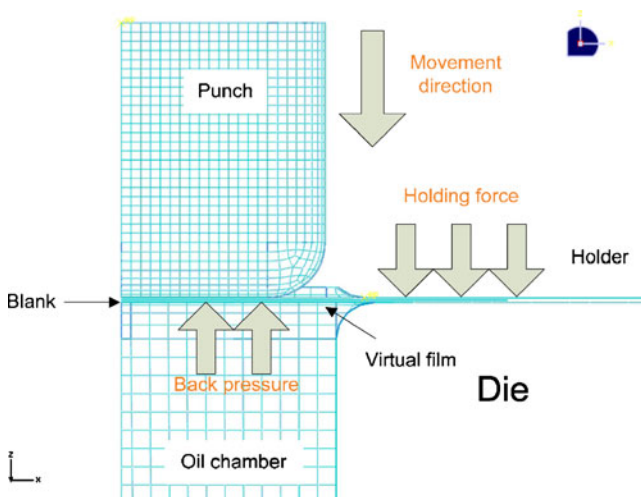 Punch
Movement
direction
Holding force
Holder
Blank
Virtual film
Back pressure
Die
Oil chamber
z
x